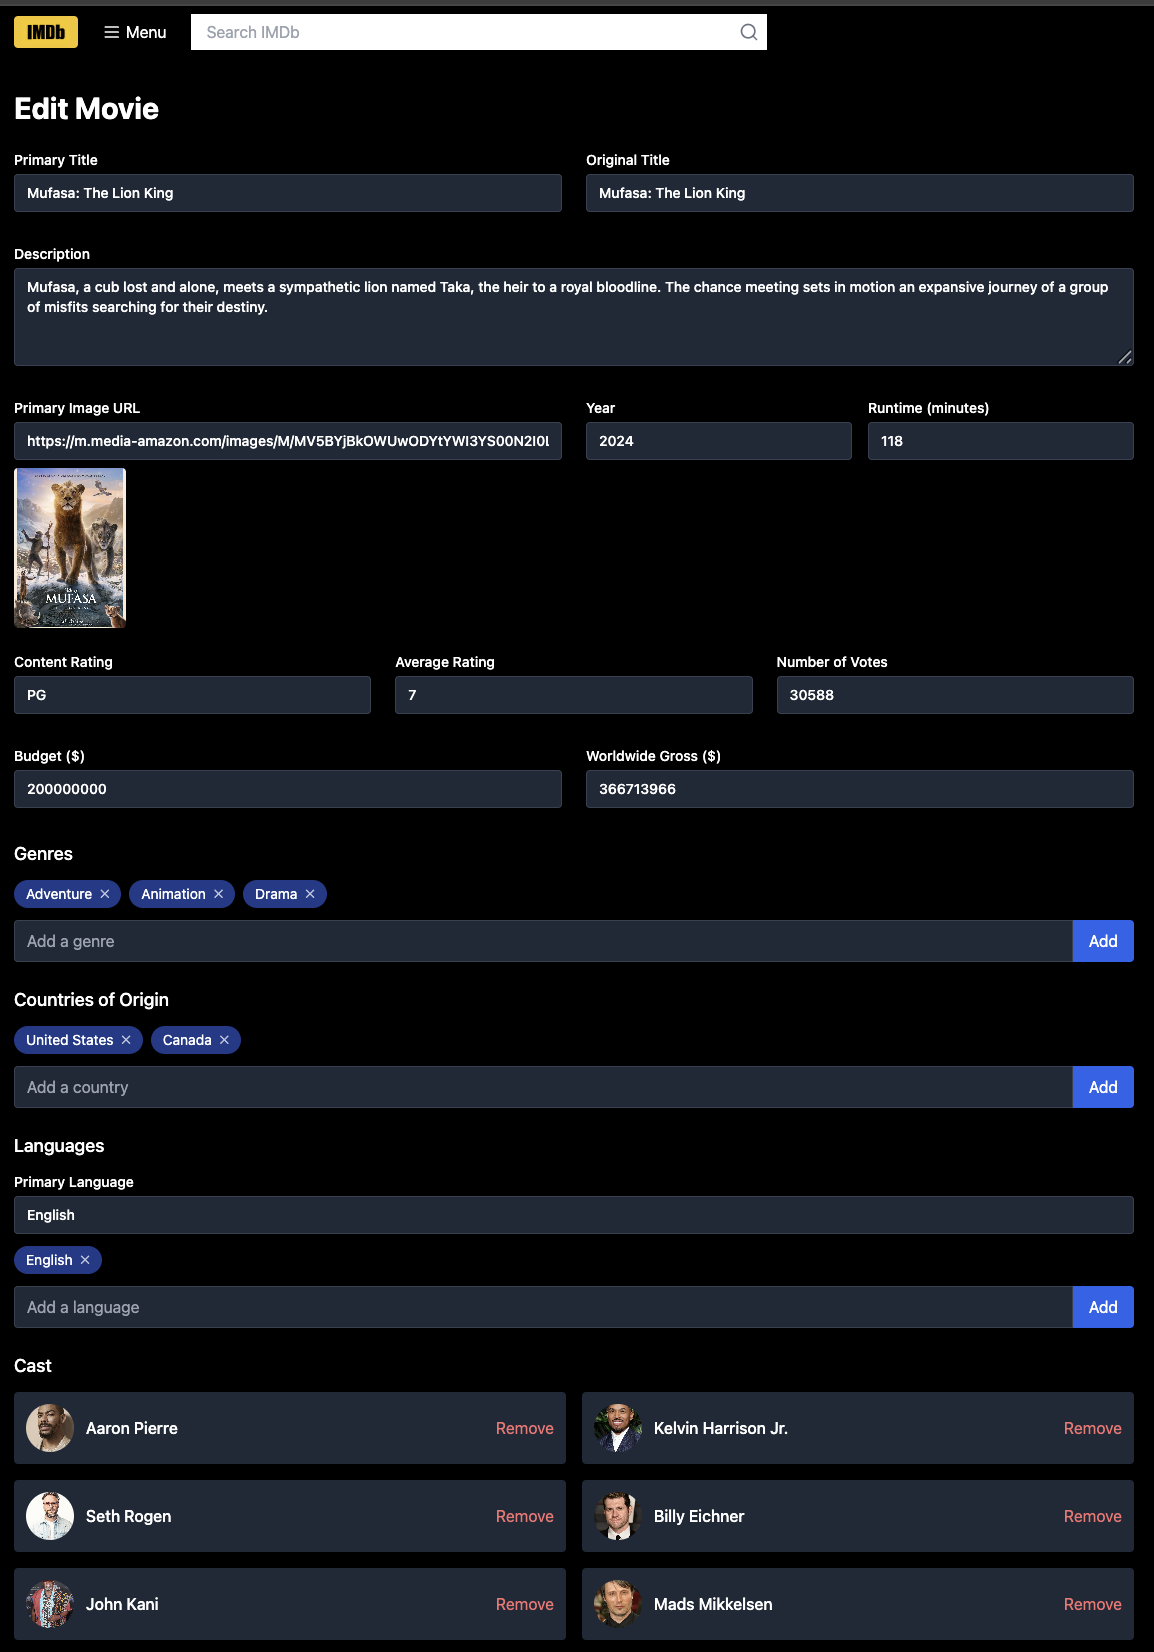 IMDb
Menu
Search IMDb
Edit Movie
Primary Title
Original Title
Mufasa: The Lion King
Mufasa: The Lion King
Description
Mufasa, a cub lost and alone, meets a sympathetic lion named Taka, the heir to a royal bloodline. The chance meeting sets in motion an expansive journey of a group
of misfits searching for their destiny.
Primary Image URL
Year
Runtime (minutes)
https://m.media-amazon.com/images/M/MV5BYjBkOWUwODYtYWI3YS00N2I0L
2024
118
MUFASA
Content Rating
Average Rating
Number of Votes
PG
7
30588
Budget ($)
Worldwide Gross ($)
200000000
366713966
Genres
Adventure ×
Animation ×
Drama ×
Add a genre
Add
Countries of Origin
United States ×
Canada ×
Add a country
Add
Languages
Primary Language
English
English ×
Add a language
Add
Cast
Aaron Pierre
Remove
Kelvin Harrison Jr.
Remove
Seth Rogen
Remove
Billy Eichner
Remove
John Kani
Remove
Mads Mikkelsen
Remove